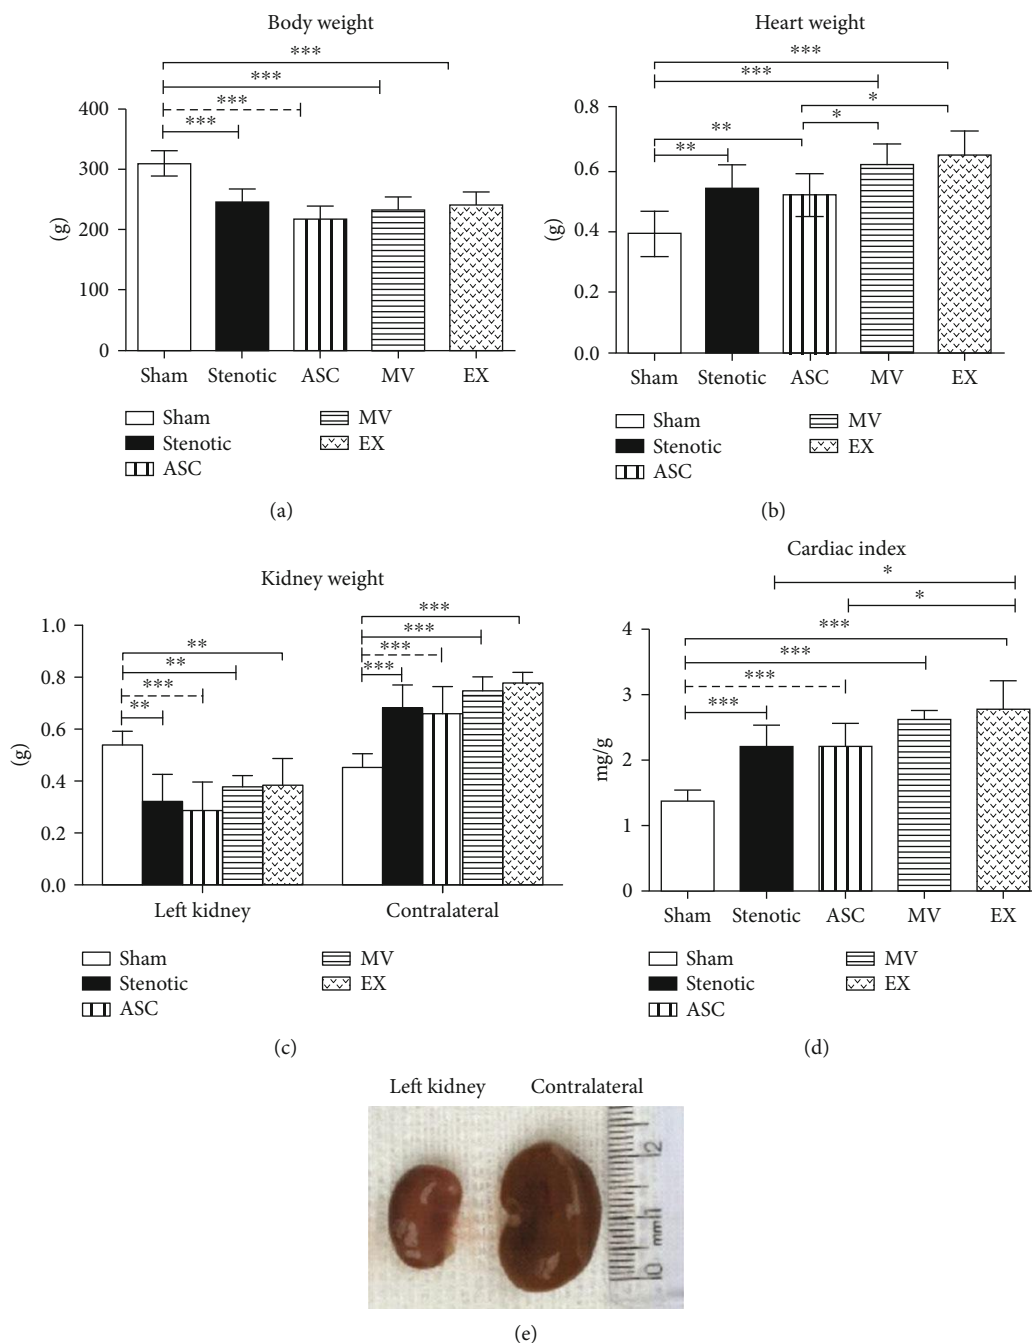 Body weight
***
***
***
***
400
300
200
100
0
(g)
Sham Stenotic ASC MV EX
Sham MV
Stenotic EX
ASC
(a)
Heart weight
***
***
*
*
**
**
0.8
0.6
0.4
0.2
0.0
(g)
Sham Stenotic ASC MV EX
Sham MV
Stenotic EX
ASC
(b)
Kidney weight
**
**
***
**
***
***
***
***
1.0
0.8
0.6
0.4
0.2
0.0
(g)
Left kidney Contralateral
Sham MV
Stenotic EX
ASC
(c)
Cardiac index
*
*
***
***
***
***
4
3
2
1
0
mg/g
Sham Stenotic ASC MV EX
Sham MV
Stenotic EX
ASC
(d)
Left kidney Contralateral
2
1
mm
0
(e)